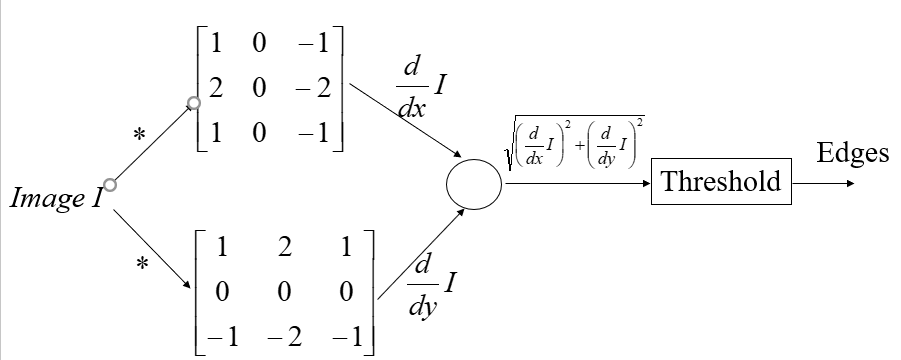 [1 0 −1]
[2 0 −2]
[1 0 −1]
*
d/dx I
Image I
√((d/dx I)² + (d/dy I)²)
Threshold
Edges
*
[1 2 1]
[0 0 0]
[−1 −2 −1]
d/dy I